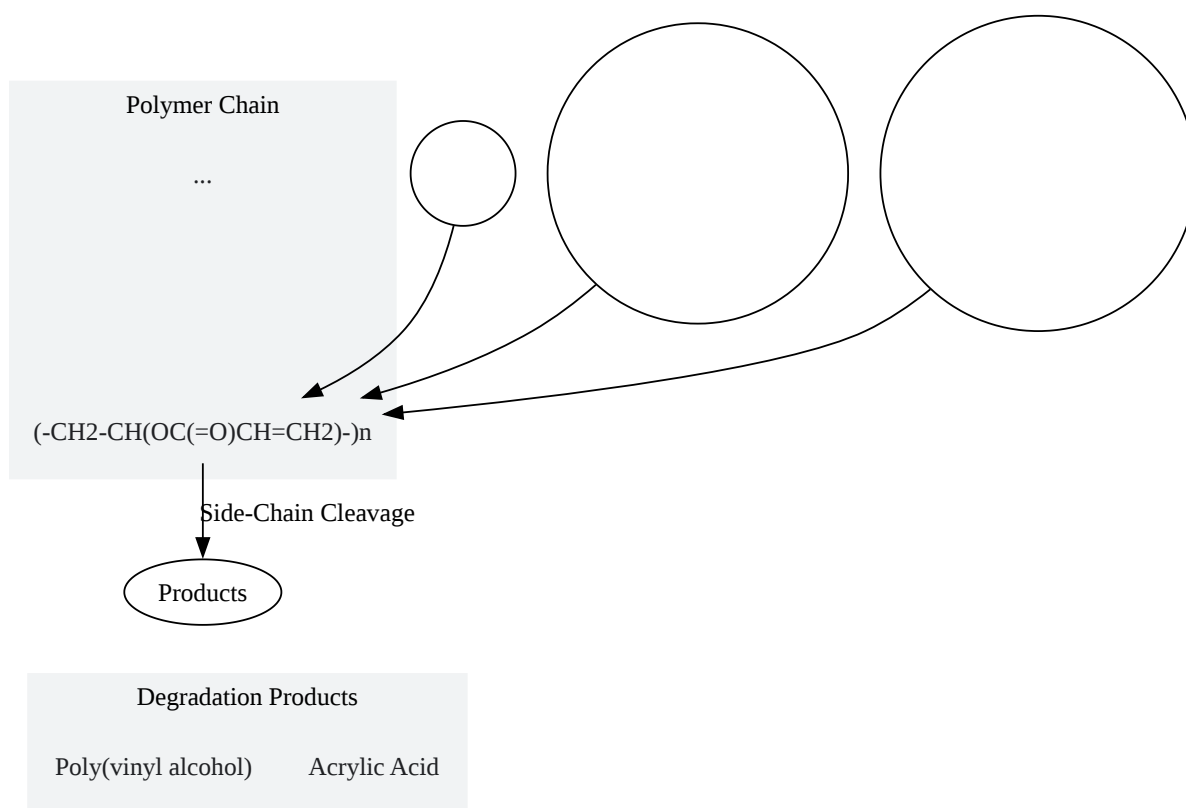 Polymer Chain
...
(-CH2-CH(OC(=O)CH=CH2)-)n
Side-Chain Cleavage
Products
Degradation Products
Poly(vinyl alcohol)
Acrylic Acid